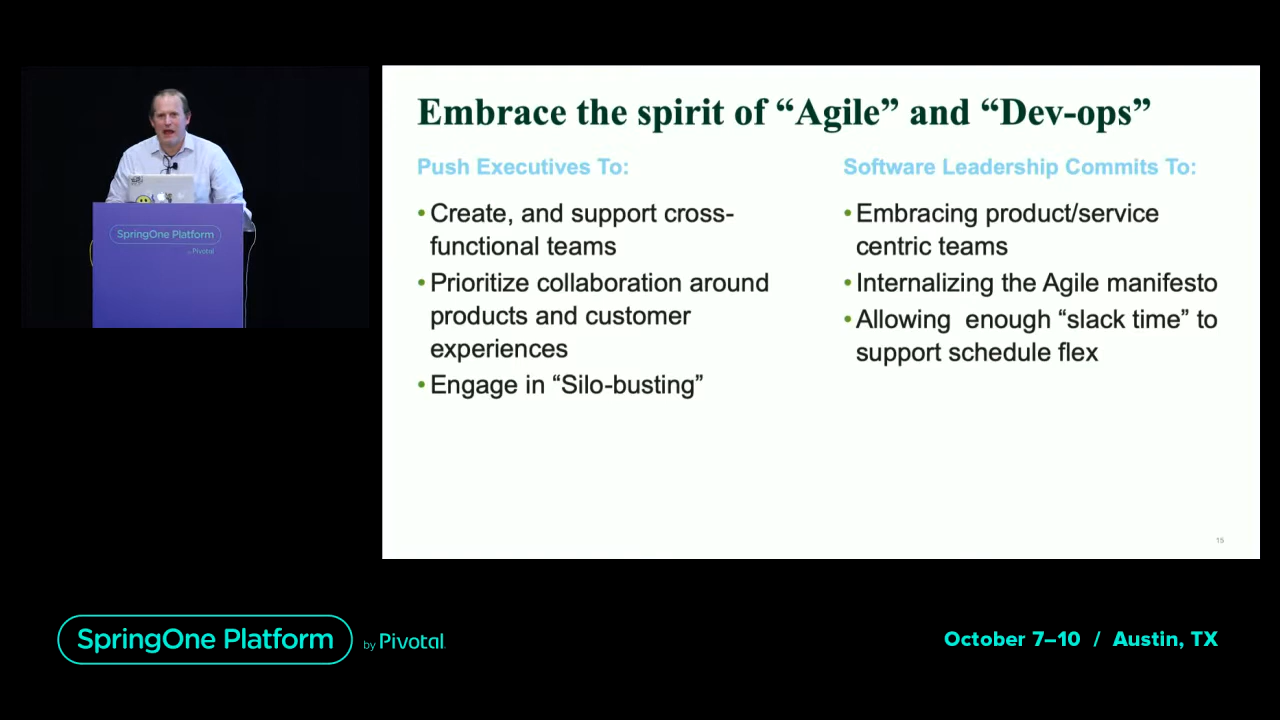 SpringOne Platform
by Pivotal
Embrace the spirit of “Agile” and “Dev-ops”
Push Executives To:
•Create, and support cross-
functional teams
•Prioritize collaboration around
products and customer
experiences
•Engage in “Silo-busting”
Software Leadership Commits To:
•Embracing product/service
centric teams
•Internalizing the Agile manifesto
•Allowing  enough “slack time” to
support schedule flex
15
SpringOne Platform by Pivotal
October 7–10 / Austin, TX